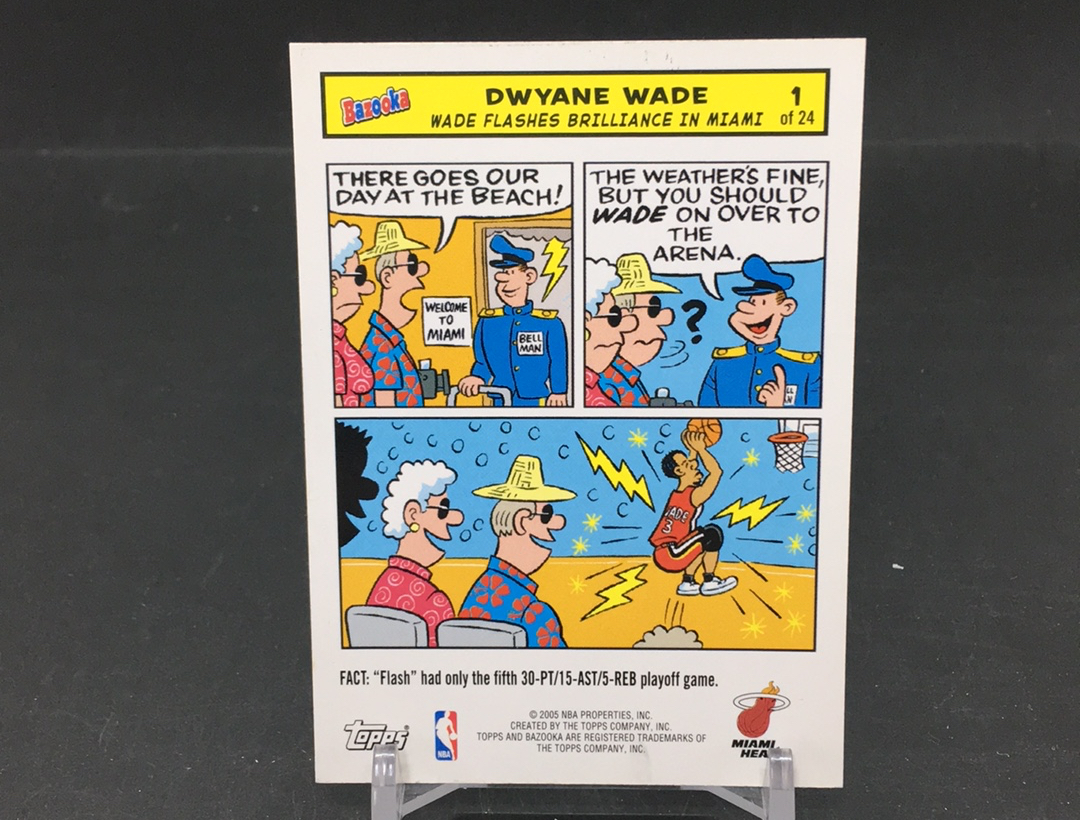 Bazooka
DWYANE WADE
1
WADE FLASHES BRILLIANCE IN MIAMI
of 24
THERE GOES OUR
DAY AT THE BEACH!
WELCOME
TO
MIAMI
BELL
MAN
THE WEATHER'S FINE,
BUT YOU SHOULD
WADE ON OVER TO
THE
ARENA.
?
WADE
3
FACT: "Flash" had only the fifth 30-PT/15-AST/5-REB playoff game.
Topps
NBA
© 2005 NBA PROPERTIES, INC.
CREATED BY THE TOPPS COMPANY, INC.
TOPPS AND BAZOOKA ARE REGISTERED TRADEMARKS OF
THE TOPPS COMPANY, INC.
MIAMI
HEAT